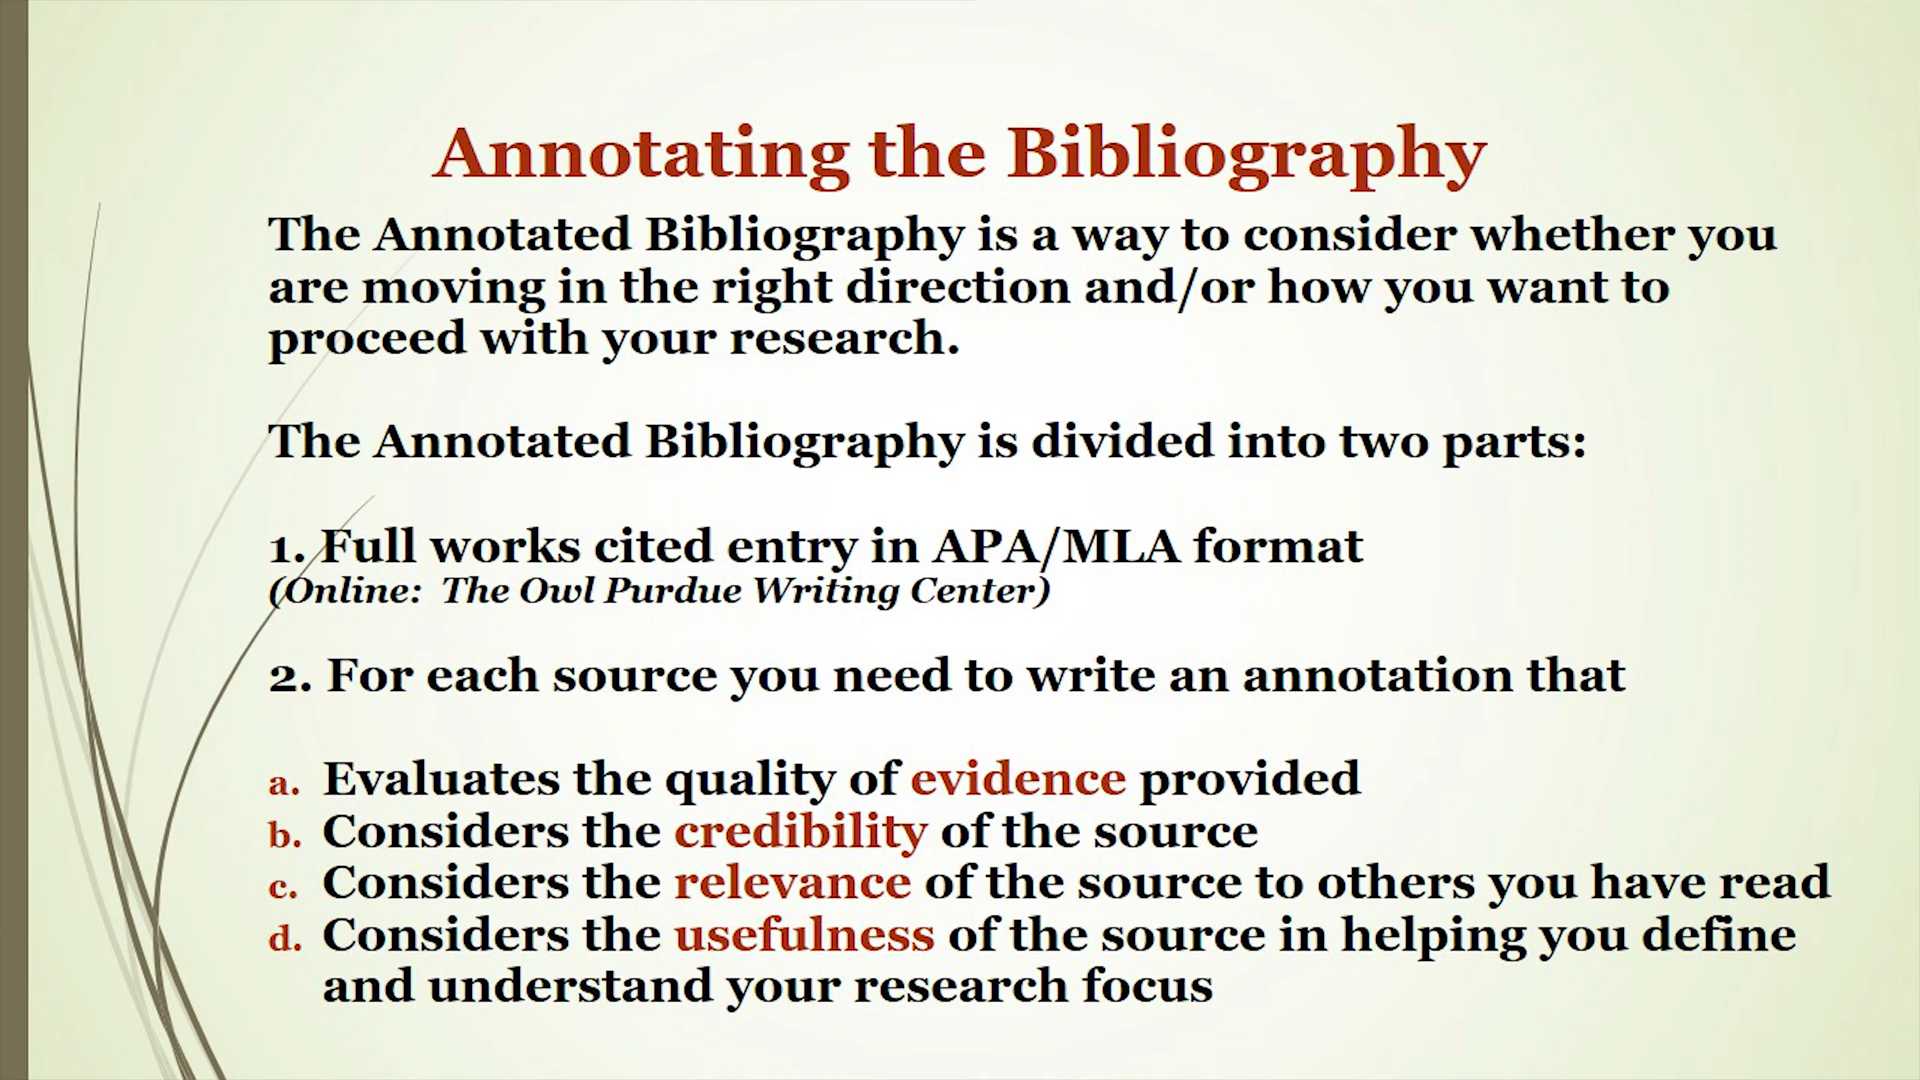 Annotating the Bibliography
The Annotated Bibliography is a way to consider whether you
are moving in the right direction and/or how you want to
proceed with your research.
The Annotated Bibliography is divided into two parts:
1. Full works cited entry in APA/MLA format
(Online:  The Owl Purdue Writing Center)
2. For each source you need to write an annotation that
a. Evaluates the quality of evidence provided
b. Considers the credibility of the source
c. Considers the relevance of the source to others you have read
d. Considers the usefulness of the source in helping you define
and understand your research focus